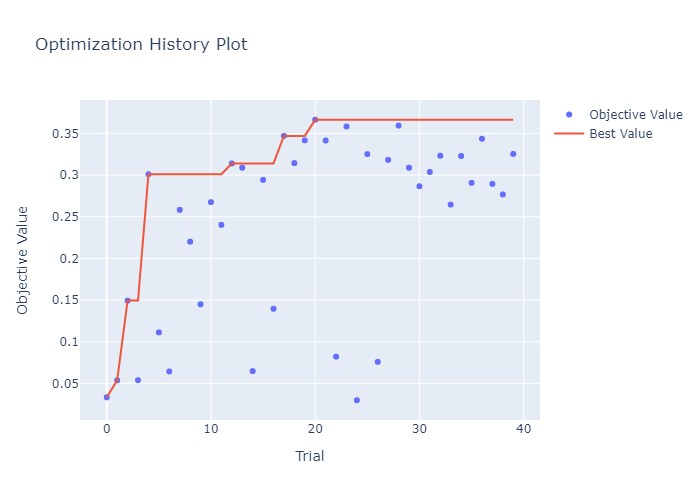 Optimization History Plot
Objective Value
Best Value
0.35
0.3
0.25
0.2
0.15
0.1
0.05
0 10 20 30 40
Objective Value
Trial